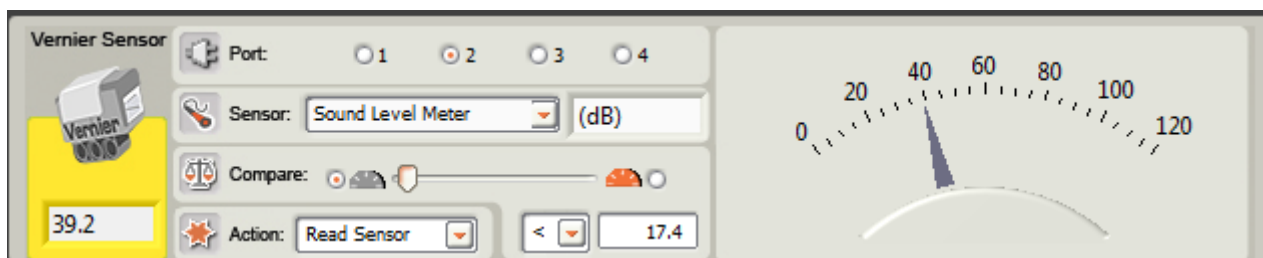 Vernier Sensor
Vernier
39.2
Port: 1 2 3 4
Sensor: Sound Level Meter (dB)
Compare:
Action: Read Sensor < 17.4
0 20 40 60 80 100 120